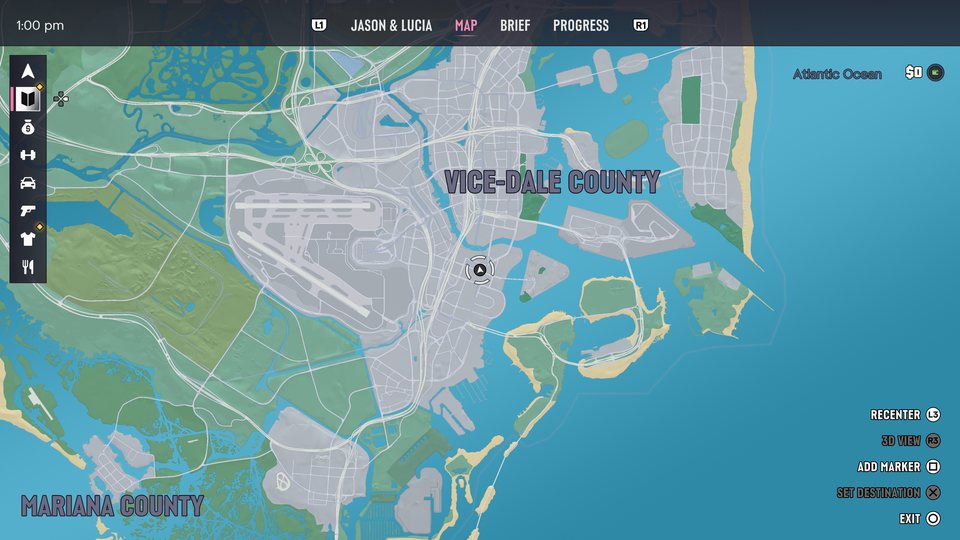 1:00 pm
L1
JASON & LUCIA
MAP
BRIEF
PROGRESS
R1
Atlantic Ocean
$0
VICE-DALE COUNTY
MARIANA COUNTY
RECENTER L3
3D VIEW R3
ADD MARKER
SET DESTINATION
EXIT